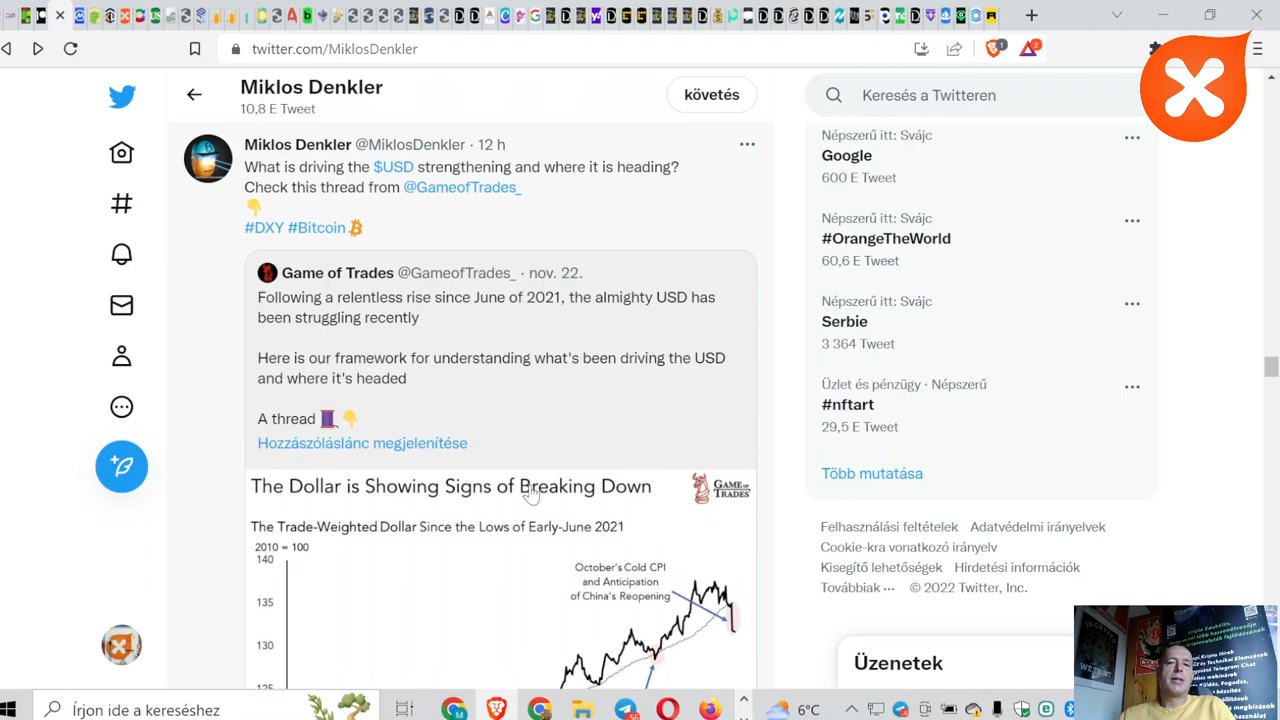 twitter.com/MiklosDenkler
1
2
Miklos Denkler
10,8 E Tweet
követés
Keresés a Twitteren
Miklos Denkler @MiklosDenkler · 12 h
What is driving the $USD strengthening and where it is heading?
Check this thread from @GameofTrades_
#DXY #Bitcoin
Game of Trades @GameofTrades_ · nov. 22.
Following a relentless rise since June of 2021, the almighty USD has
been struggling recently
Here is our framework for understanding what's been driving the USD
and where it's headed
A thread
Hozzászóláslánc megjelenítése
The Dollar is Showing Signs of Breaking Down
GAME OF TRADES
The Trade-Weighted Dollar Since the Lows of Early-June 2021
2010 = 100
140
135
130
125
October's Cold CPI
and Anticipation
of China's Reopening
Népszerű itt: Svájc
Google
600 E Tweet
Népszerű itt: Svájc
#OrangeTheWorld
60,6 E Tweet
Népszerű itt: Svájc
Serbie
3 364 Tweet
Üzlet és pénzügy · Népszerű
#nftart
29,5 E Tweet
Több mutatása
Felhasználási feltételek Adatvédelmi irányelvek
Cookie-kra vonatkozó irányelv
Kisegítő lehetőségek Hirdetési információk
Továbbiak ··· © 2022 Twitter, Inc.
Üzenetek
Írjon ide a kereséshez
6°C